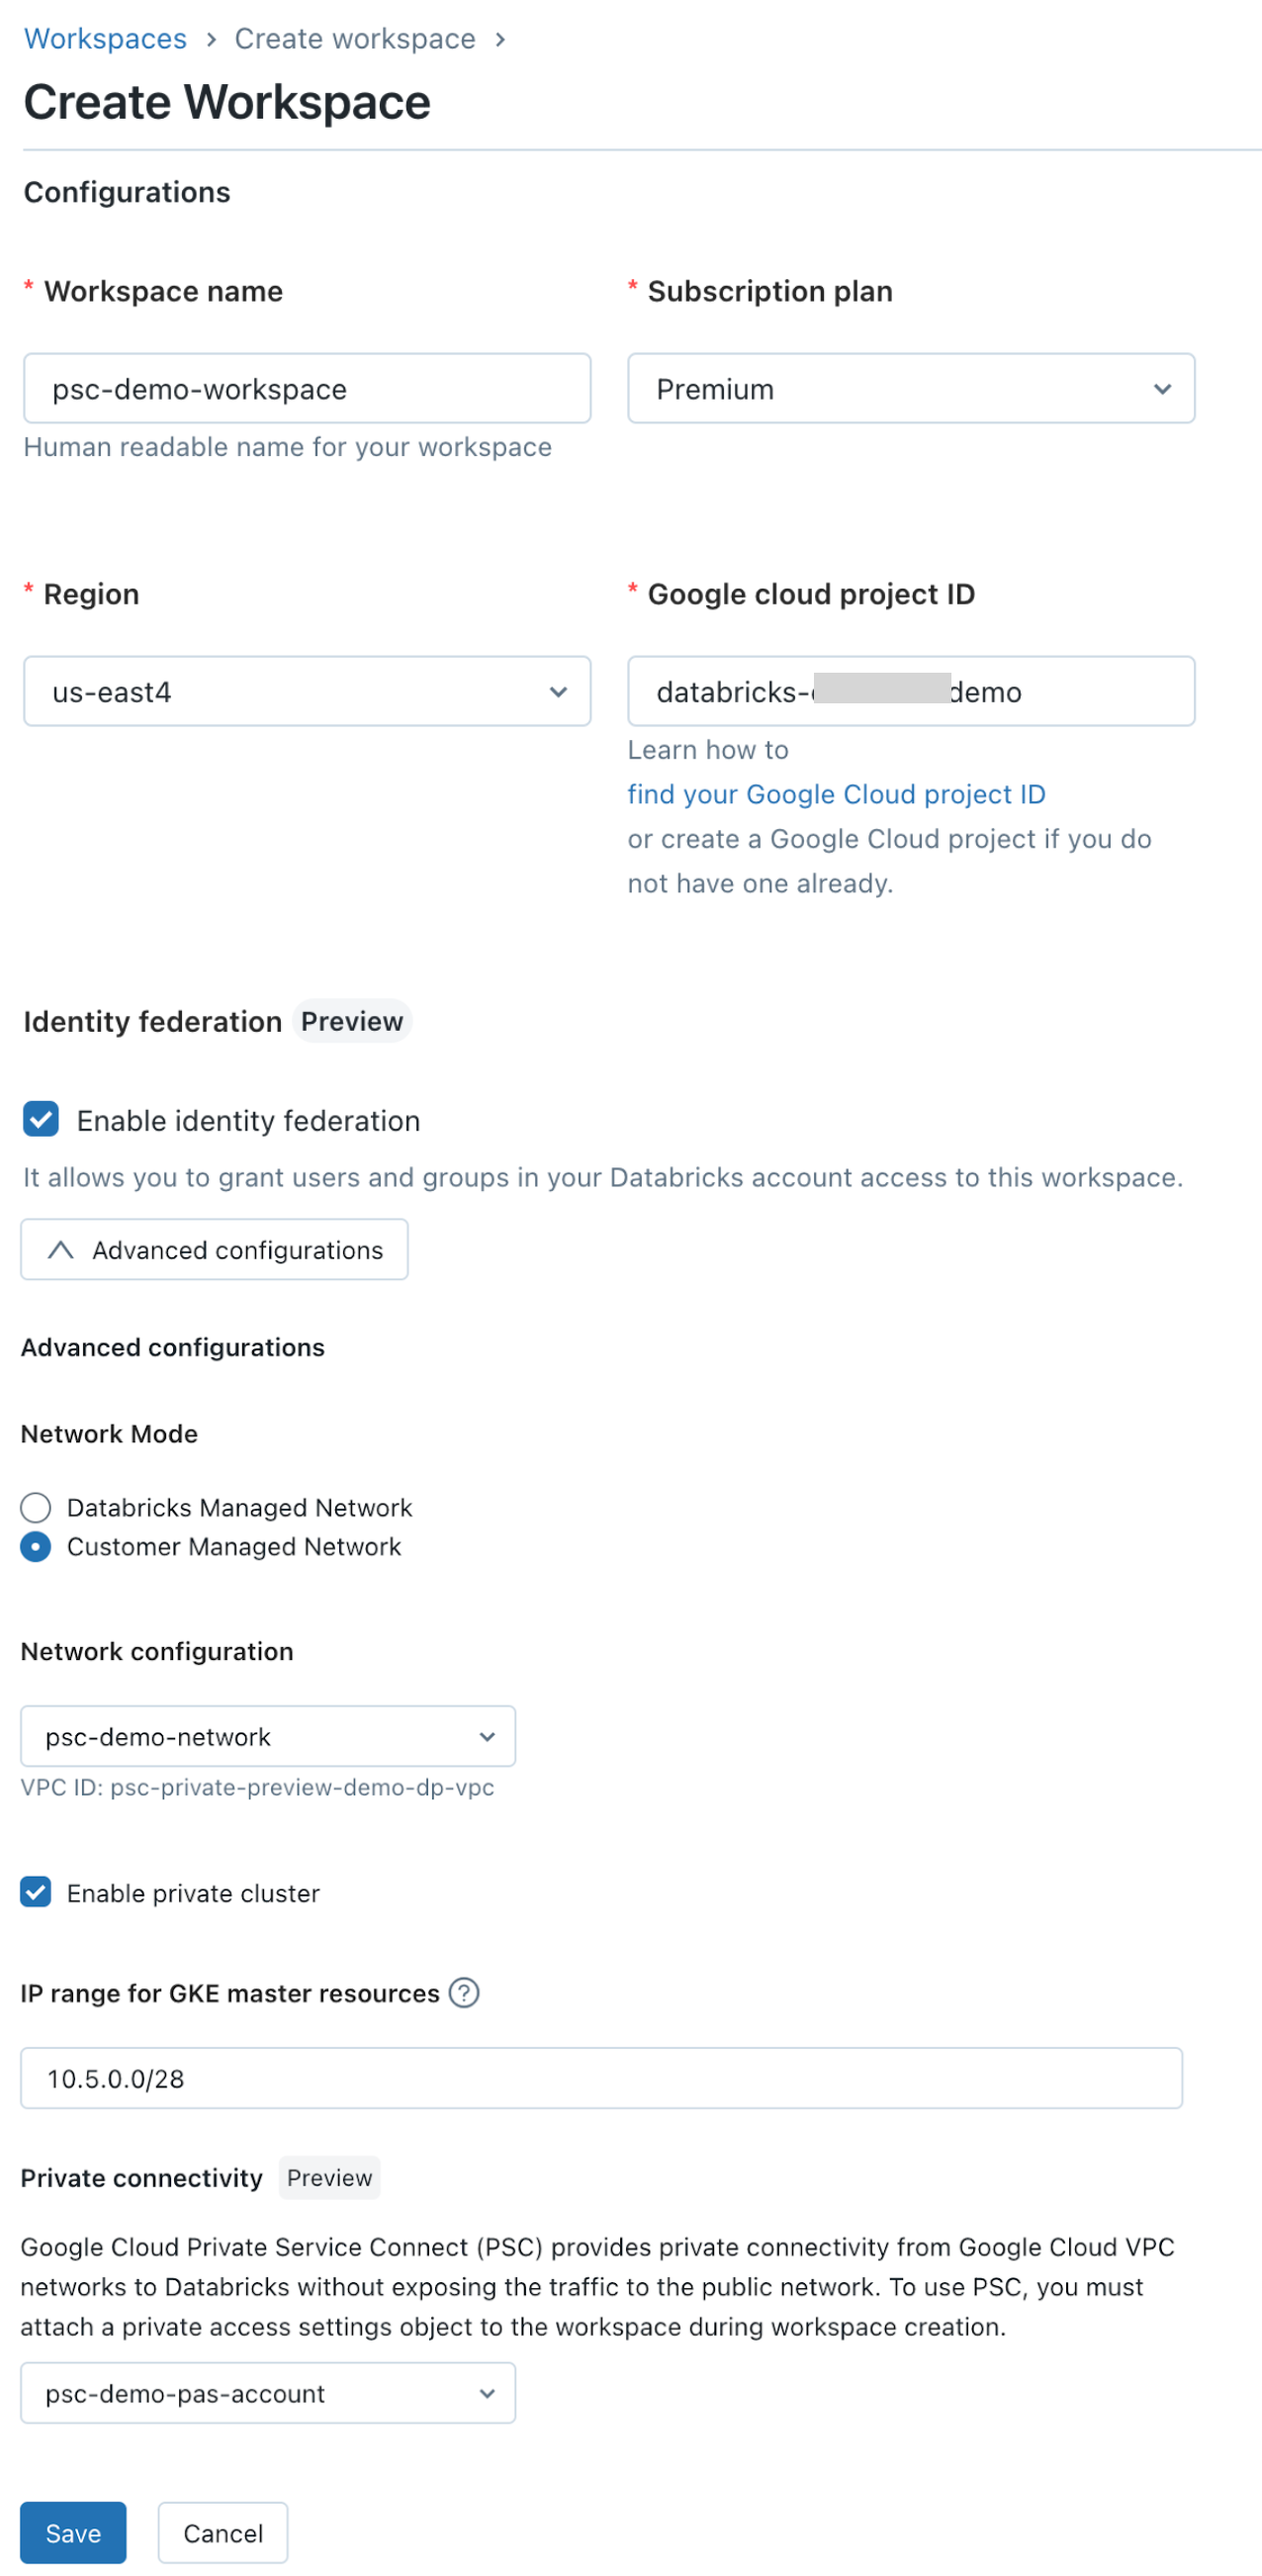 Workspaces › Create workspace ›
Create Workspace
Configurations
* Workspace name
* Subscription plan
psc-demo-workspace
Premium
Human readable name for your workspace
* Region
* Google cloud project ID
us-east4
databricks- demo
Learn how to
find your Google Cloud project ID
or create a Google Cloud project if you do
not have one already.
Identity federation Preview
Enable identity federation
It allows you to grant users and groups in your Databricks account access to this workspace.
Advanced configurations
Advanced configurations
Network Mode
Databricks Managed Network
Customer Managed Network
Network configuration
psc-demo-network
VPC ID: psc-private-preview-demo-dp-vpc
Enable private cluster
IP range for GKE master resources ?
10.5.0.0/28
Private connectivity Preview
Google Cloud Private Service Connect (PSC) provides private connectivity from Google Cloud VPC
networks to Databricks without exposing the traffic to the public network. To use PSC, you must
attach a private access settings object to the workspace during workspace creation.
psc-demo-pas-account
Save Cancel